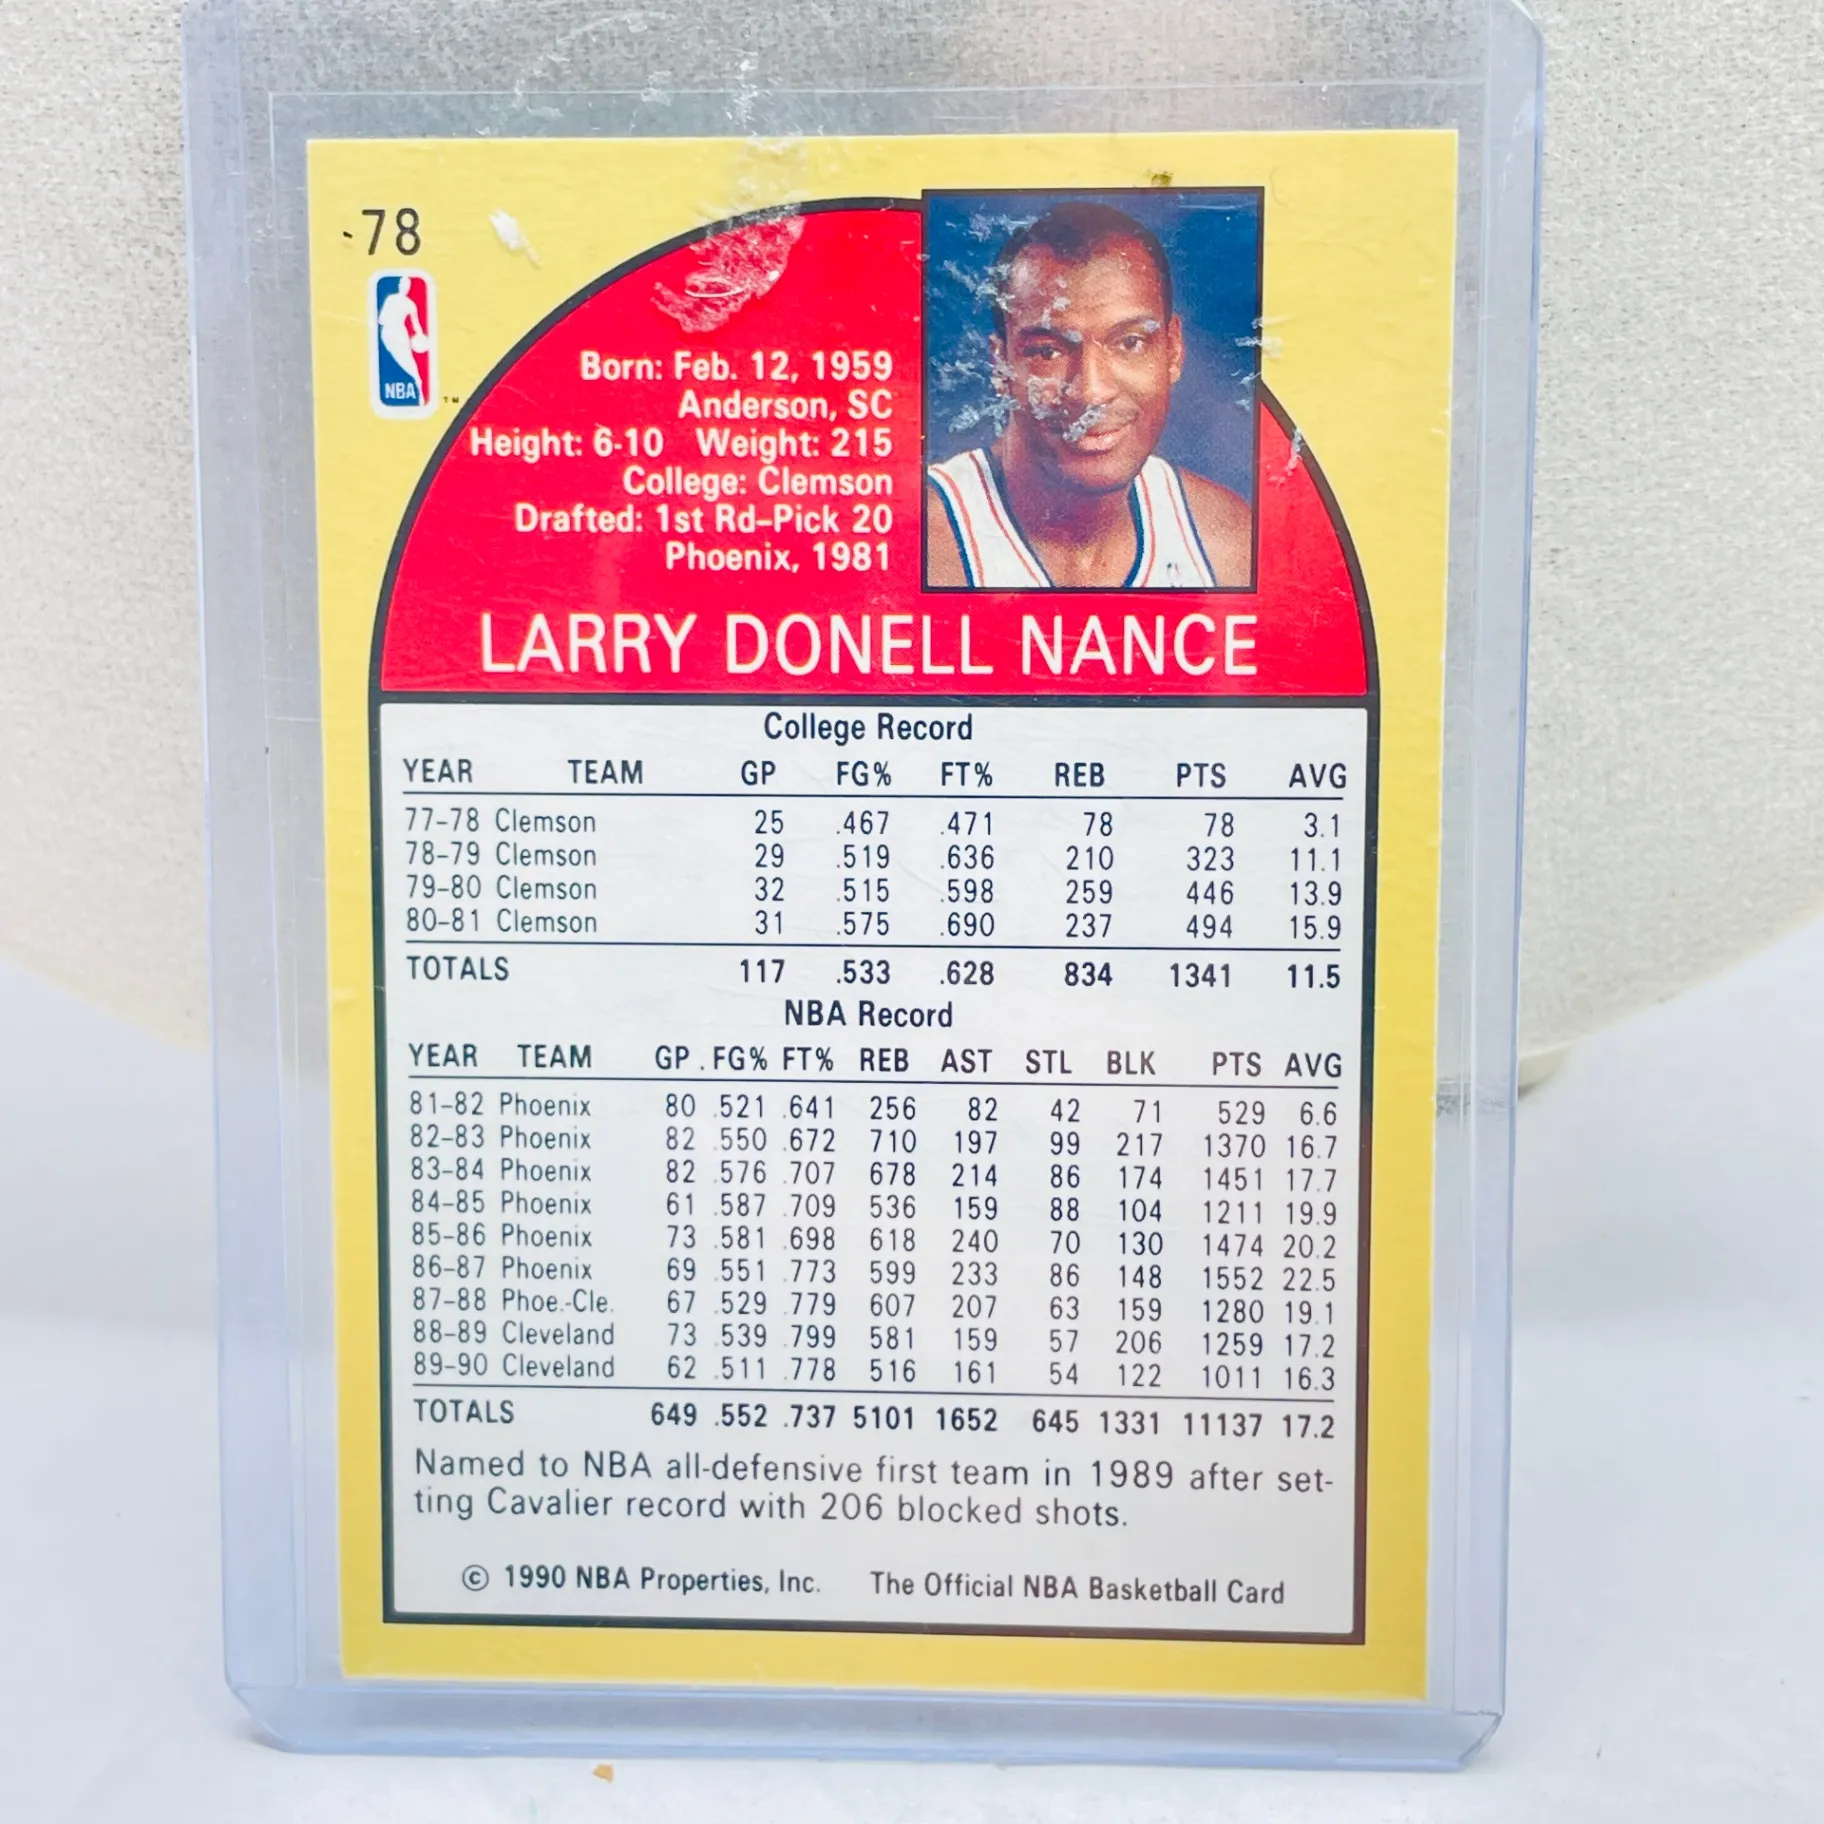 78
NBA
TM
Born: Feb. 12, 1959
Anderson, SC
Height: 6-10 Weight: 215
College: Clemson
Drafted: 1st Rd-Pick 20
Phoenix, 1981
LARRY DONELL NANCE
College Record
YEAR TEAM GP FG% FT% REB PTS AVG
77-78 Clemson 25 .467 .471 78 78 3.1
78-79 Clemson 29 .519 .636 210 323 11.1
79-80 Clemson 32 .515 .598 259 446 13.9
80-81 Clemson 31 .575 .690 237 494 15.9
TOTALS 117 .533 .628 834 1341 11.5
NBA Record
YEAR TEAM GP. FG% FT% REB AST STL BLK PTS AVG
81-82 Phoenix 80 .521 .641 256 82 42 71 529 6.6
82-83 Phoenix 82 .550 .672 710 197 99 217 1370 16.7
83-84 Phoenix 82 .576 .707 678 214 86 174 1451 17.7
84-85 Phoenix 61 .587 .709 536 159 88 104 1211 19.9
85-86 Phoenix 73 .581 .698 618 240 70 130 1474 20.2
86-87 Phoenix 69 .551 .773 599 233 86 148 1552 22.5
87-88 Phoe.-Cle. 67 .529 .779 607 207 63 159 1280 19.1
88-89 Cleveland 73 .539 .799 581 159 57 206 1259 17.2
89-90 Cleveland 62 .511 .778 516 161 54 122 1011 16.3
TOTALS 649 .552 .737 5101 1652 645 1331 11137 17.2
Named to NBA all-defensive first team in 1989 after set-
ting Cavalier record with 206 blocked shots.
© 1990 NBA Properties, Inc. The Official NBA Basketball Card